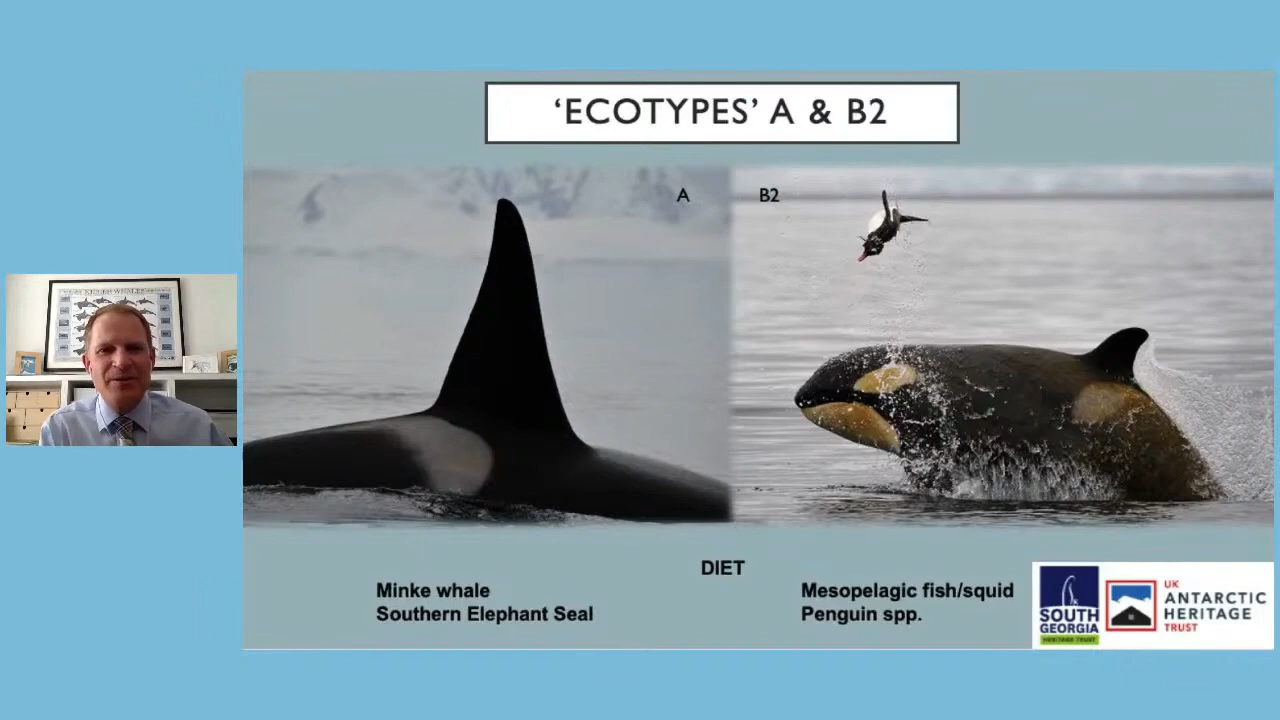 ‘ECOTYPES’ A & B2
A
B2
DIET
Minke whale
Southern Elephant Seal
Mesopelagic fish/squid
Penguin spp.
SOUTH
GEORGIA
HERITAGE TRUST
UK
ANTARCTIC
HERITAGE
TRUST